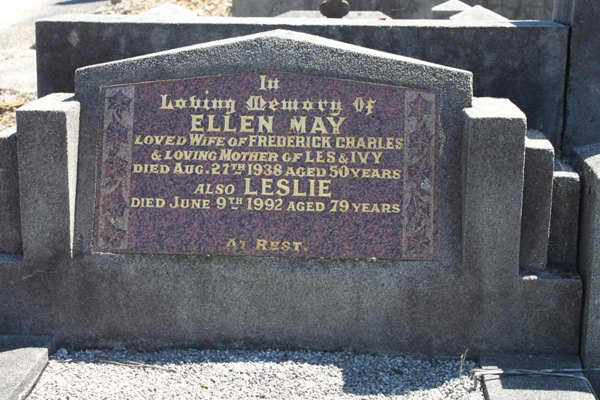 In
Loving Memory Of
ELLEN MAY
LOVED WIFE OF FREDERICK CHARLES
& LOVING MOTHER OF LES & IVY
DIED AUG. 27TH 1938 AGED 50 YEARS
ALSO LESLIE
DIED JUNE 9TH 1992 AGED 79 YEARS
AT REST.